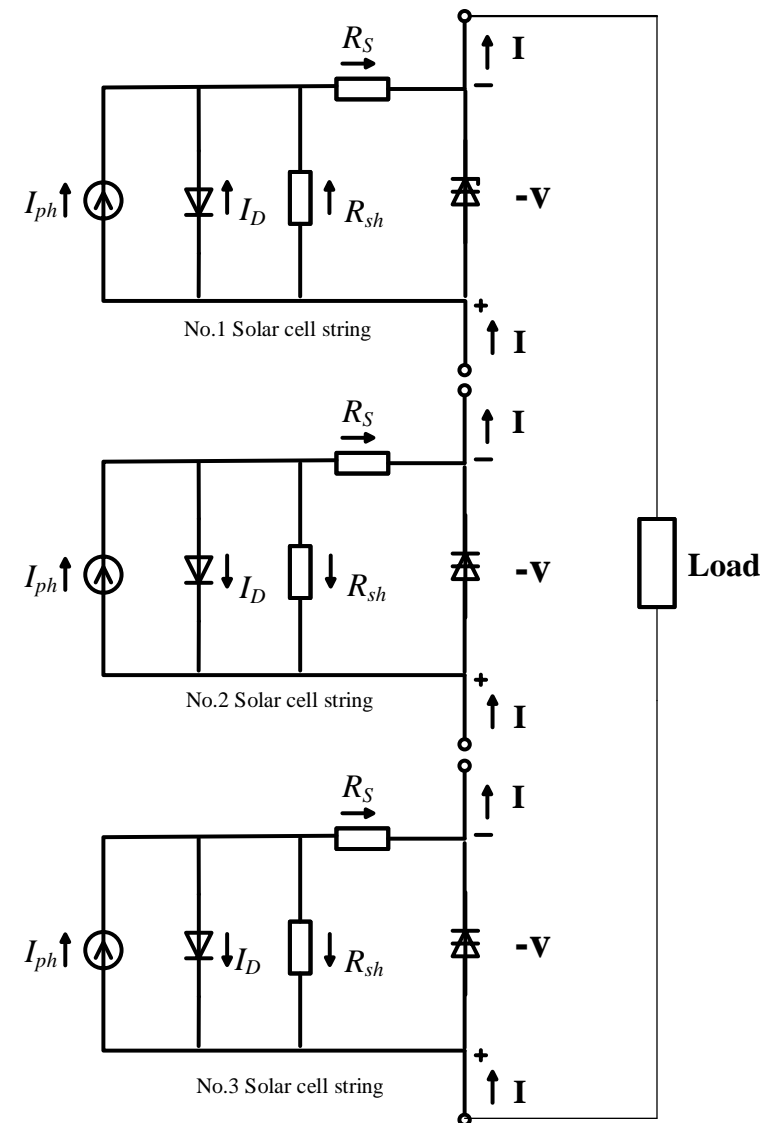 R_S
I
−
I_ph
I_D
R_sh
-v
+
No.1 Solar cell string
I
R_S
I
−
I_ph
I_D
R_sh
-v
Load
+
No.2 Solar cell string
I
R_S
I
−
I_ph
I_D
R_sh
-v
+
No.3 Solar cell string
I